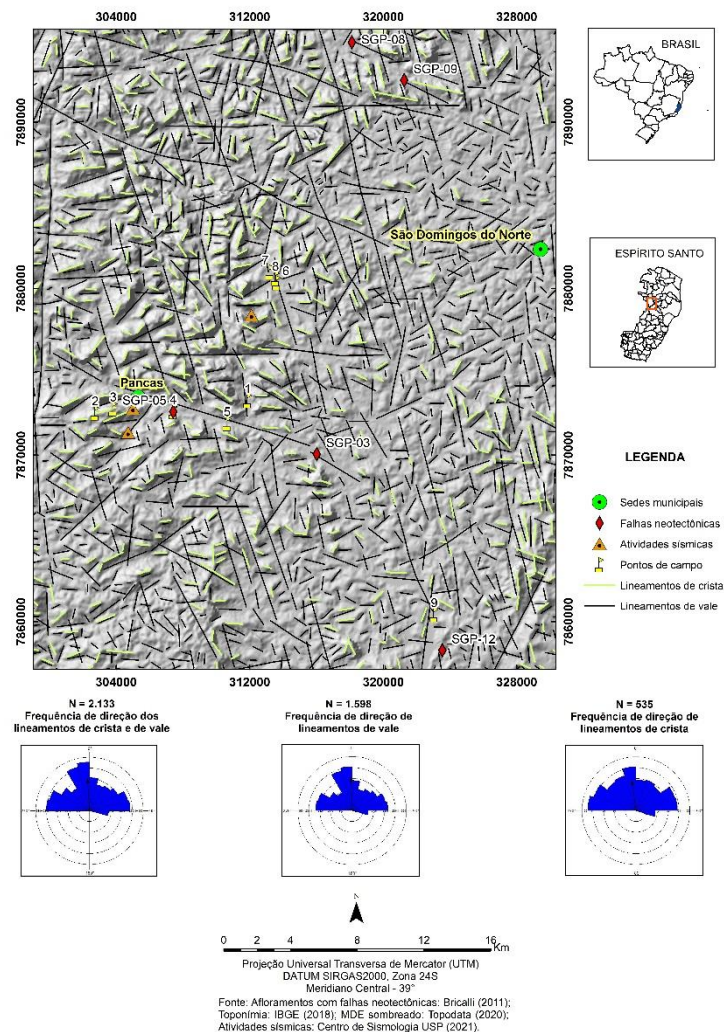 304000 312000 320000 328000
BRASIL
SGP-08
SGP-09
7890000 7890000
São Domingos do Norte
ESPÍRITO SANTO
7
8
6
7880000 7880000
Pancas
2 3 SGP-05 4 1
5
SGP-03
7870000 7870000
LEGENDA
Sedes municipais
Falhas neotectônicas
Atividades sísmicas
Pontos de campo
Lineamentos de crista
Lineamentos de vale
9
SGP-12
7860000 7860000
304000 312000 320000 328000
N = 2.133
Frequência de direção dos
lineamentos de crista e de vale
N = 1.598
Frequência de direção de
lineamentos de vale
N = 535
Frequência de direção de
lineamentos de crista
N
0 2 4 8 12 16
Km
Projeção Universal Transversa de Mercator (UTM)
DATUM SIRGAS2000, Zona 24S
Meridiano Central - 39°
Fonte: Afloramentos com falhas neotectônicas: Bricalli (2011);
Toponímia: IBGE (2018); MDE sombreado: Topodata (2020);
Atividades sísmicas: Centro de Sismologia USP (2021).